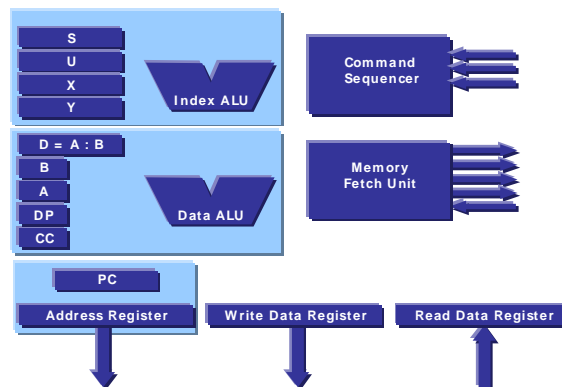 S
U
X
Y
Index ALU
Command
Sequencer
D = A : B
B
A
DP
CC
Data ALU
Memory
Fetch Unit
PC
Address Register
Write Data Register
Read Data Register